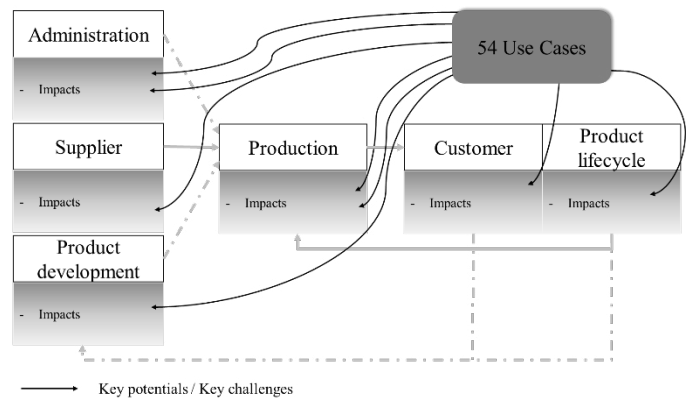 Administration
- Impacts
54 Use Cases
Supplier
- Impacts
Production
- Impacts
Customer
- Impacts
Product
lifecycle
- Impacts
Product
development
- Impacts
Key potentials / Key challenges